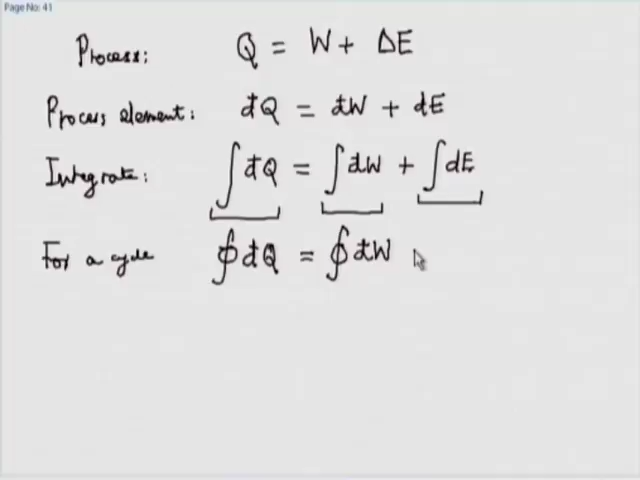 Page No: 41
Process: Q = W + ΔE
Process element: đQ = đW + dE
Integrate: ∫đQ = ∫đW + ∫dE
For a cycle ∮đQ = ∮đW